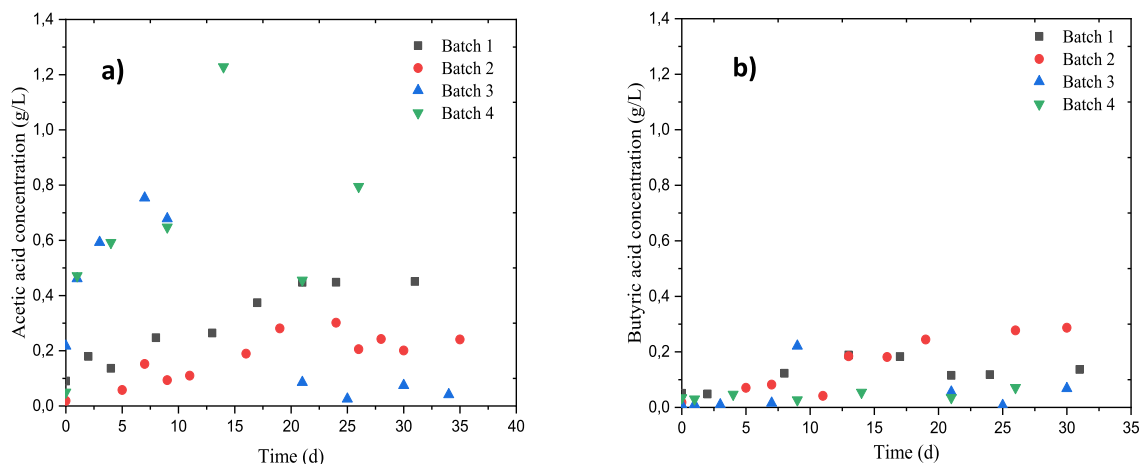 a)
Acetic acid concentration (g/L)
1,4
1,2
1,0
0,8
0,6
0,4
0,2
0,0
0 5 10 15 20 25 30 35 40
Time (d)
Batch 1
Batch 2
Batch 3
Batch 4
b)
Butyric acid concentration (g/L)
1,4
1,2
1,0
0,8
0,6
0,4
0,2
0,0
0 5 10 15 20 25 30 35
Time (d)
Batch 1
Batch 2
Batch 3
Batch 4